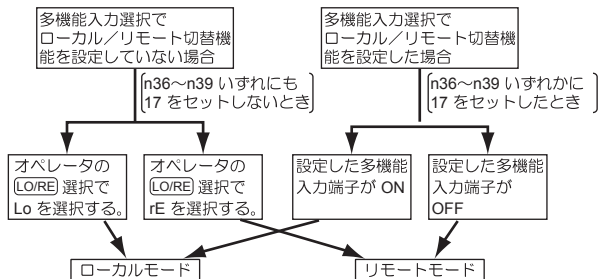 多機能入力選択で
ローカル／リモート切替機
能を設定していない場合
多機能入力選択で
ローカル／リモート切替機
能を設定した場合
n36～n39 いずれにも
17 をセットしないとき
n36～n39 いずれかに
17 をセットしたとき
オペレータの
LO/RE 選択で
Lo を選択する。
オペレータの
LO/RE 選択で
rE を選択する。
設定した多機能
入力端子が ON
設定した多機能
入力端子が
OFF
ローカルモード
リモートモード